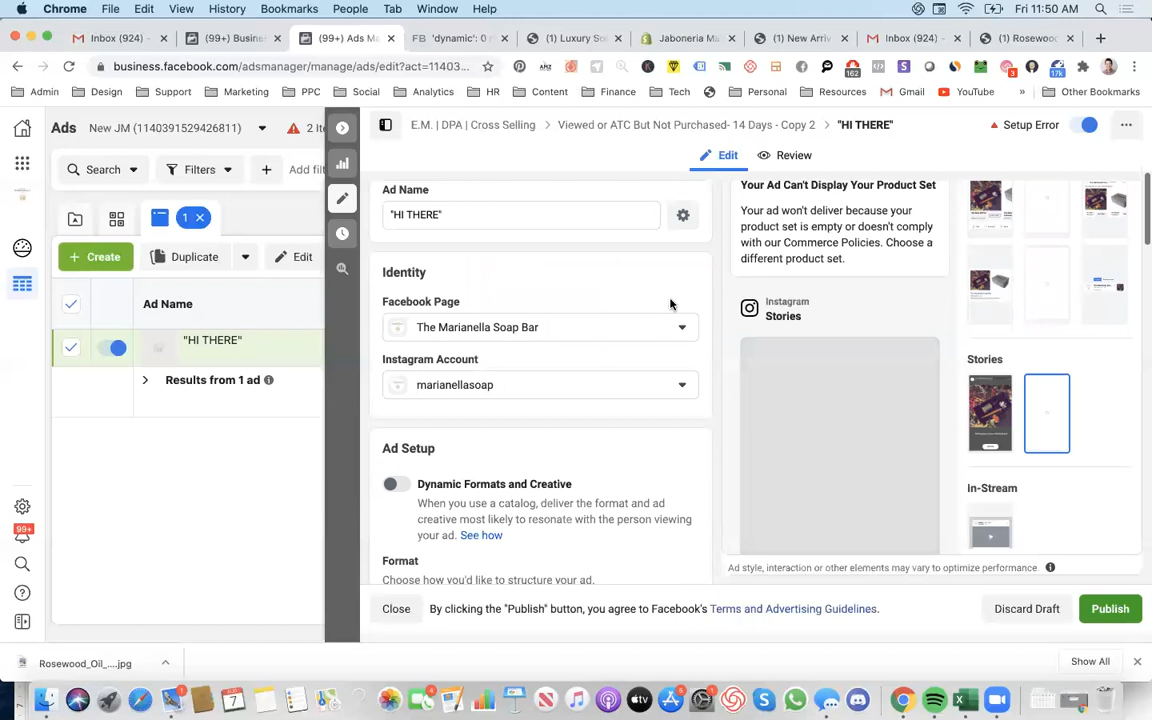 Chrome File Edit View History Bookmarks People Tab Window Help Fri 11:50 AM
Inbox (924) - (99+) Busine (99+) Ads M FB 'dynamic': 0 r (1) Luxury So Jaboneria Ma (1) New Arriv Inbox (924) - (1) Rosewoo
business.facebook.com/adsmanager/manage/ads/edit?act=11403... 162 3 17k
Admin Design Support Marketing PPC Social Analytics HR Content Finance Tech Personal Resources Gmail YouTube » Other Bookmarks
Ads New JM (1140391529426811) 2 it
E.M. | DPA | Cross Selling Viewed or ATC But Not Purchased- 14 Days - Copy 2 "HI THERE" Setup Error
Edit Review
Search Filters Add filt
1
+ Create Duplicate Edit
Ad Name
"HI THERE"
Results from 1 ad
Ad Name
"HI THERE"
Identity
Facebook Page
The Marianella Soap Bar
Instagram Account
marianellasoap
Ad Setup
Dynamic Formats and Creative
When you use a catalog, deliver the format and ad
creative most likely to resonate with the person viewing
your ad. See how
Format
Choose how you'd like to structure your ad.
Your Ad Can't Display Your Product Set
Your ad won't deliver because your
product set is empty or doesn't comply
with our Commerce Policies. Choose a
different product set.
Instagram
Stories
Stories
In-Stream
Ad style, interaction or other elements may vary to optimize performance.
99+
Close By clicking the "Publish" button, you agree to Facebook's Terms and Advertising Guidelines. Discard Draft Publish
Rosewood_Oil_....jpg Show All